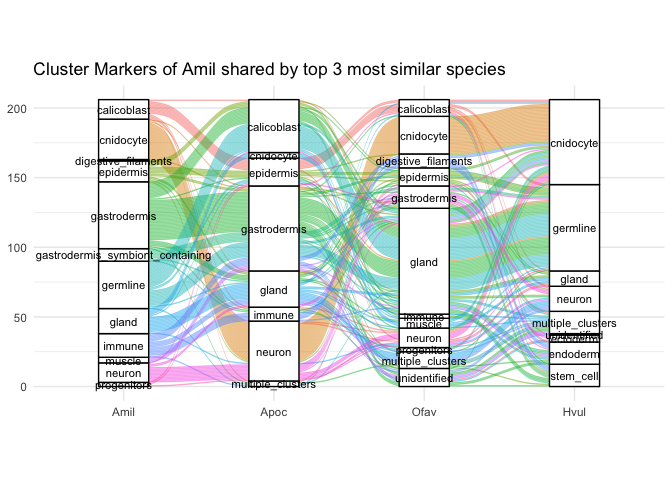 Cluster Markers of Amil shared by top 3 most similar species
200
150
100
50
0
calicoblast
cnidocyte
digestive_filaments
epidermis
gastrodermis
gastrodermis_symbiont_containing
germline
gland
immune
muscle
neuron
progenitors
calicoblast
cnidocyte
epidermis
gastrodermis
gland
immune
neuron
multiple_clusters
calicoblast
cnidocyte
digestive_filaments
epidermis
gastrodermis
gland
immune
muscle
neuron
progenitors
multiple_clusters
unidentified
cnidocyte
germline
gland
neuron
multiple_clusters
unidentified
ectoderm
endoderm
stem_cell
Amil
Apoc
Ofav
Hvul